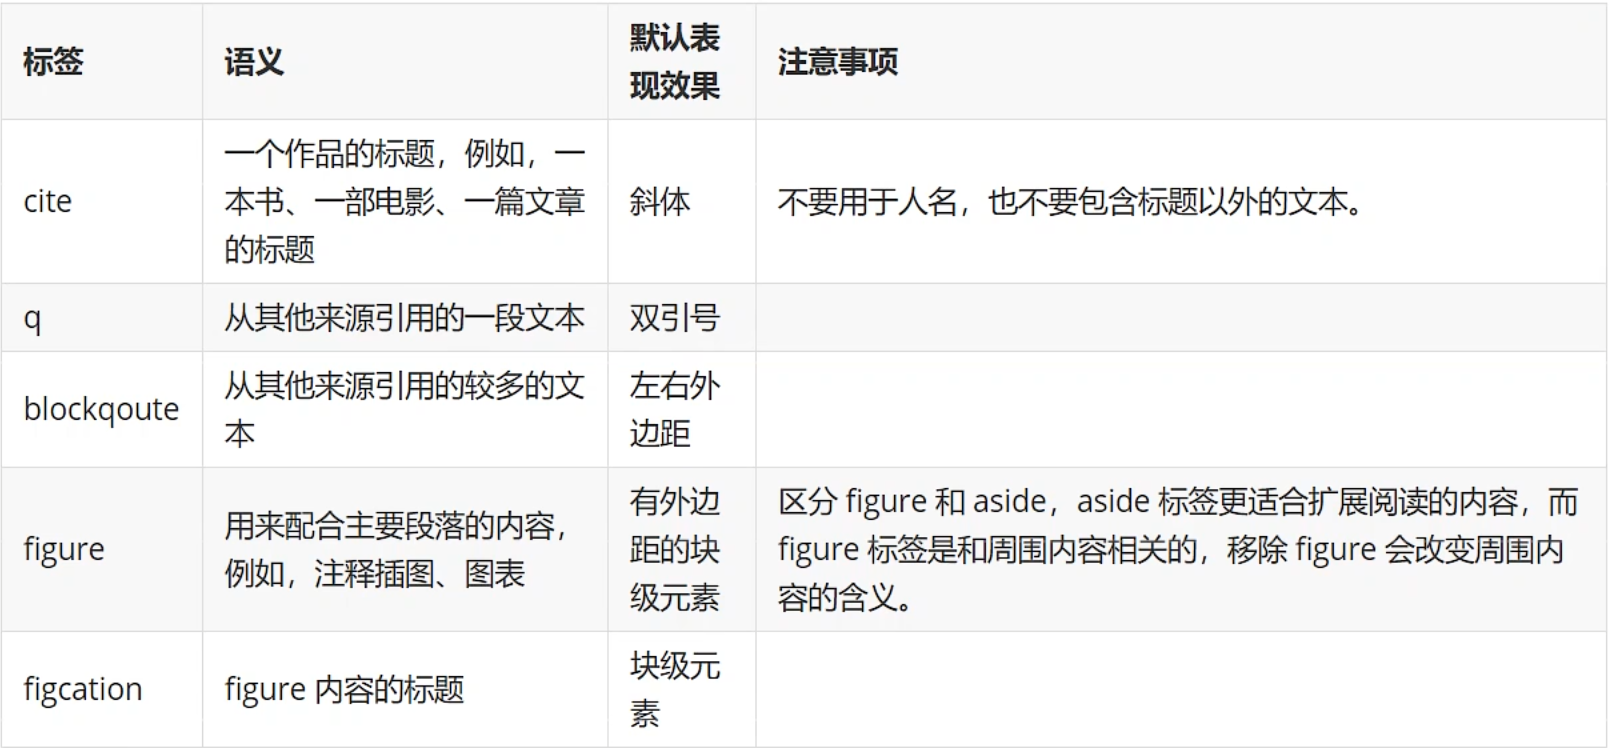 标签
语义
默认表
现效果
注意事项
cite
一个作品的标题，例如，一
本书、一部电影、一篇文章
的标题
斜体
不要用于人名，也不要包含标题以外的文本。
q
从其他来源引用的一段文本
双引号
blockqoute
从其他来源引用的较多的文
本
左右外
边距
figure
用来配合主要段落的内容，
例如，注释插图、图表
有外边
距的块
级元素
区分 figure 和 aside，aside 标签更适合扩展阅读的内容，而
figure 标签是和周围内容相关的，移除 figure 会改变周围内
容的含义。
figcation
figure 内容的标题
块级元
素